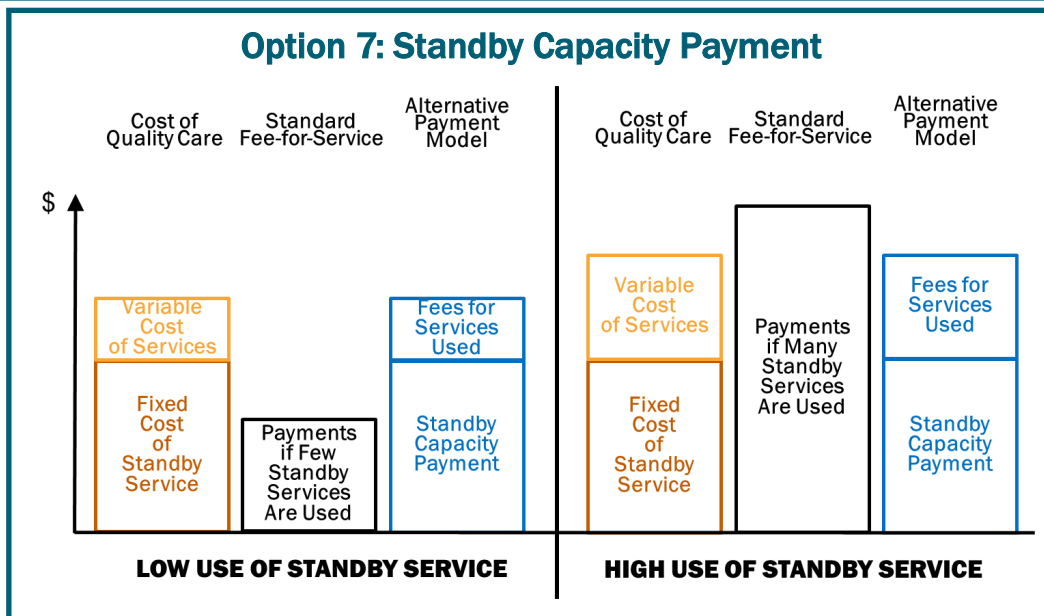 Option 7: Standby Capacity Payment
Cost of
Quality Care
Standard
Fee-for-Service
Alternative
Payment
Model
Cost of
Quality Care
Standard
Fee-for-Service
Alternative
Payment
Model
$
Variable
Cost
of Services
Fixed
Cost
of
Standby
Service
Payments
if Few
Standby
Services
Are Used
Fees for
Services
Used
Standby
Capacity
Payment
Variable
Cost
of Services
Fixed
Cost
of
Standby
Service
Payments
if Many
Standby
Services
Are Used
Fees for
Services
Used
Standby
Capacity
Payment
LOW USE OF STANDBY SERVICE
HIGH USE OF STANDBY SERVICE